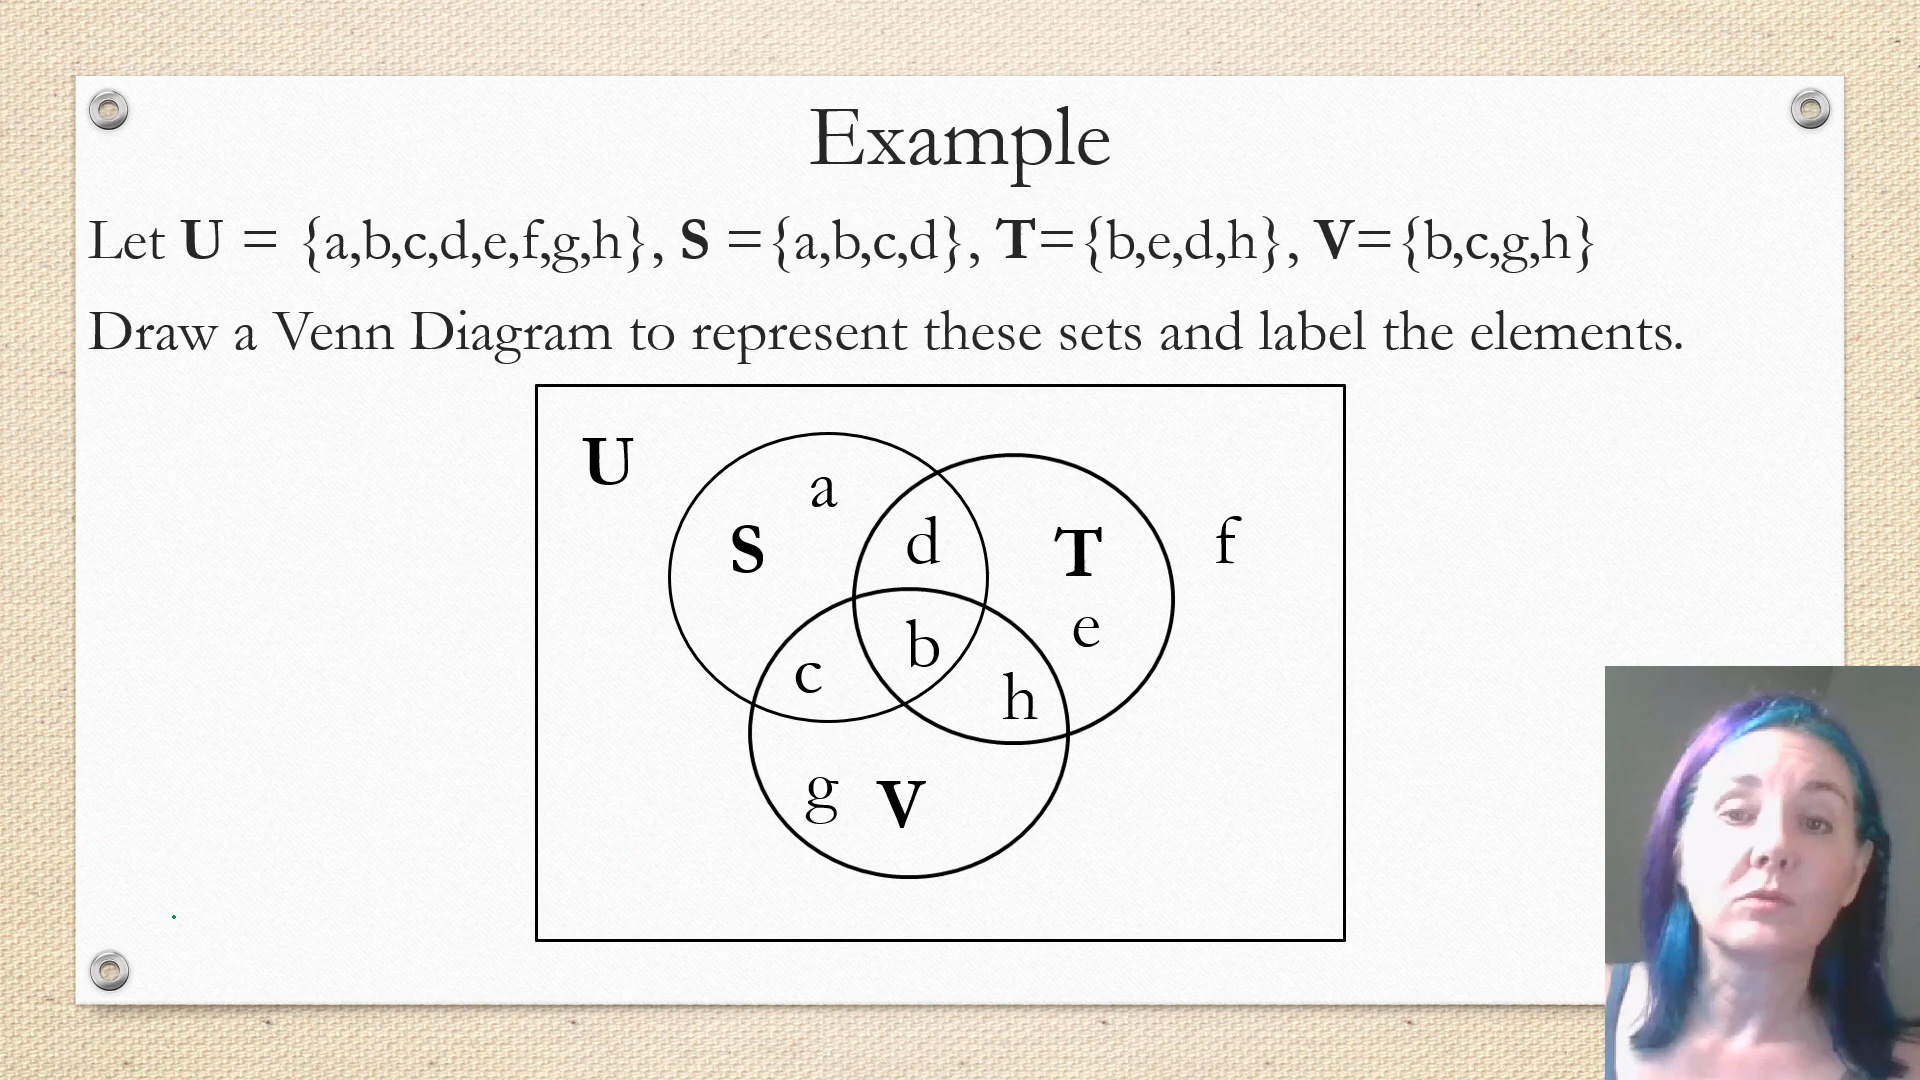 Example
Let U = {a,b,c,d,e,f,g,h}, S ={a,b,c,d}, T={b,e,d,h}, V={b,c,g,h}
Draw a Venn Diagram to represent these sets and label the elements.
U
a
S
d
T
f
e
b
c
h
g
V